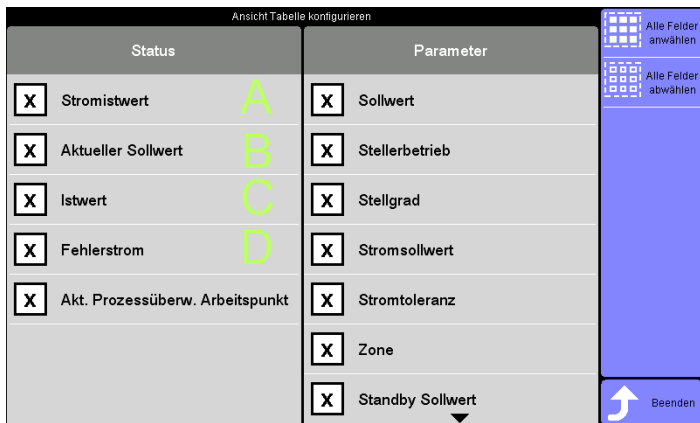 Ansicht Tabelle konfigurieren
Status
X Stromistwert A
X Aktueller Sollwert B
X Istwert C
X Fehlerstrom D
X Akt. Prozessüberw. Arbeitspunkt
Parameter
X Sollwert
X Stellerbetrieb
X Stellgrad
X Stromsollwert
X Stromtoleranz
X Zone
X Standby Sollwert
Alle Felder
anwählen
Alle Felder
abwählen
Beenden